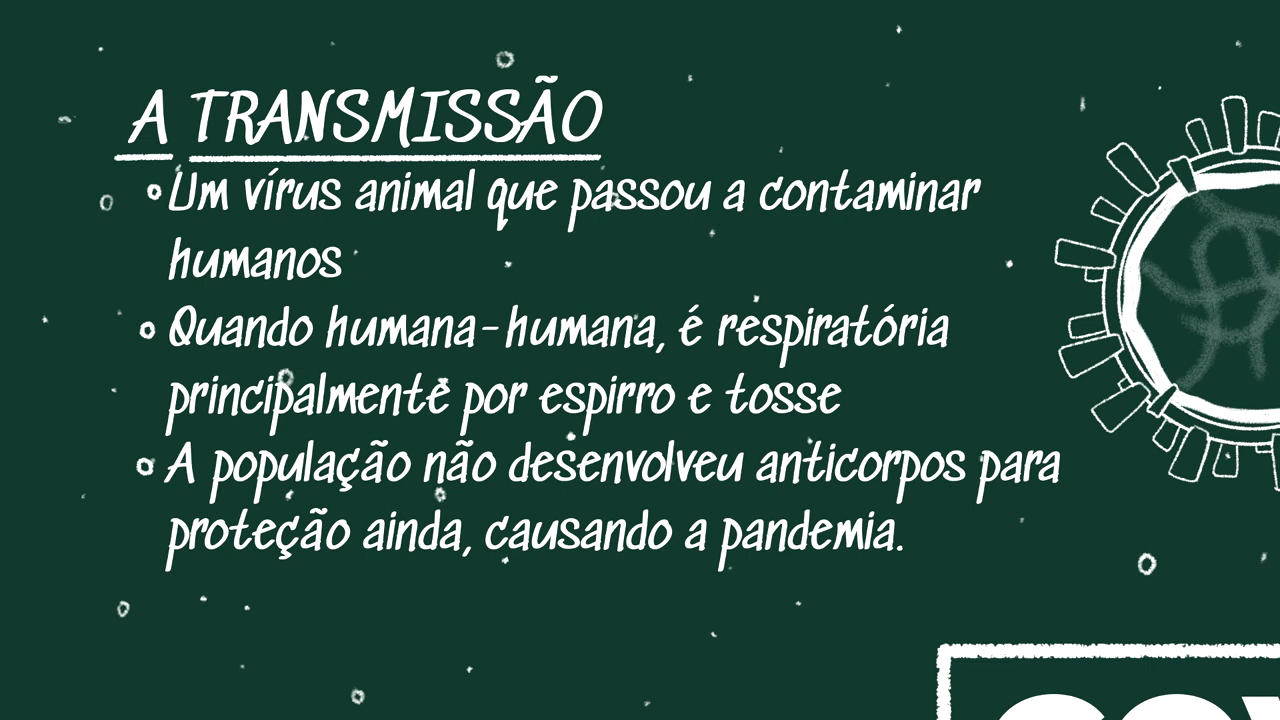 A TRANSMISSÃO
Um vírus animal que passou a contaminar
humanos
Quando humana-humana, é respiratória
principalmente por espirro e tosse
A população não desenvolveu anticorpos para
proteção ainda, causando a pandemia.